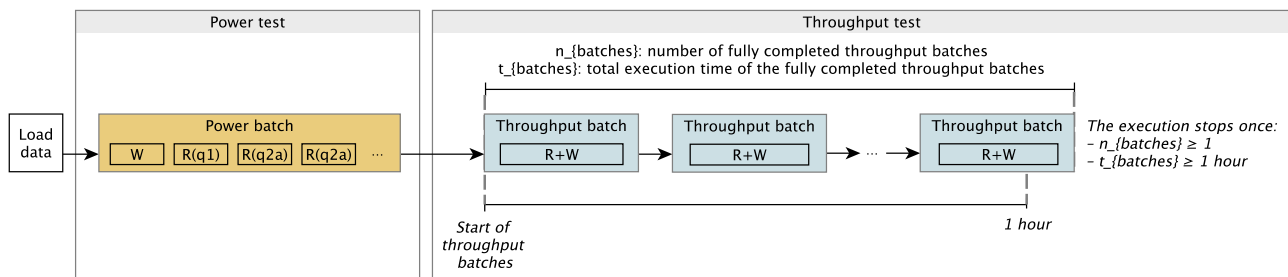 Power test
Throughput test
n_{batches}: number of fully completed throughput batches
t_{batches}: total execution time of the fully completed throughput batches
Load
data
Power batch
W
R(q1)
R(q2a)
R(q2a)
...
Throughput batch
R+W
Throughput batch
R+W
...
Throughput batch
R+W
The execution stops once:
– n_{batches} ≥ 1
– t_{batches} ≥ 1 hour
Start of
throughput
batches
1 hour